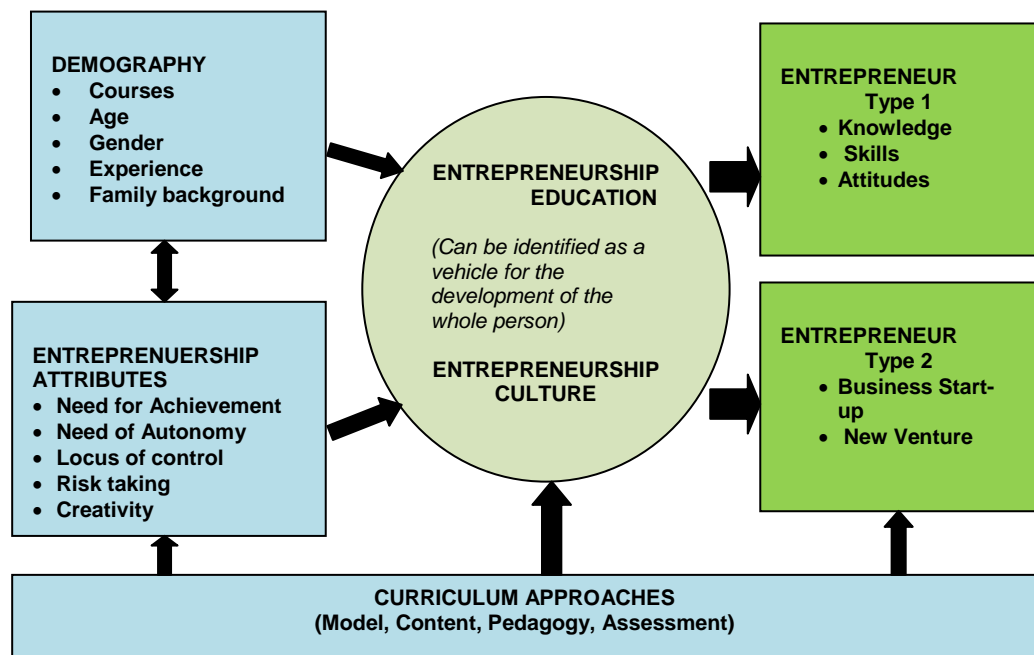 DEMOGRAPHY
• Courses
• Age
• Gender
• Experience
• Family background
ENTREPRENUERSHIP
ATTRIBUTES
• Need for Achievement
• Need of Autonomy
• Locus of control
• Risk taking
• Creativity
ENTREPRENEURSHIP
EDUCATION
(Can be identified as a
vehicle for the
development of the
whole person)
ENTREPRENEURSHIP
CULTURE
ENTREPRENEUR
Type 1
• Knowledge
• Skills
• Attitudes
ENTREPRENEUR
Type 2
• Business Start-
up
• New Venture
CURRICULUM APPROACHES
(Model, Content, Pedagogy, Assessment)